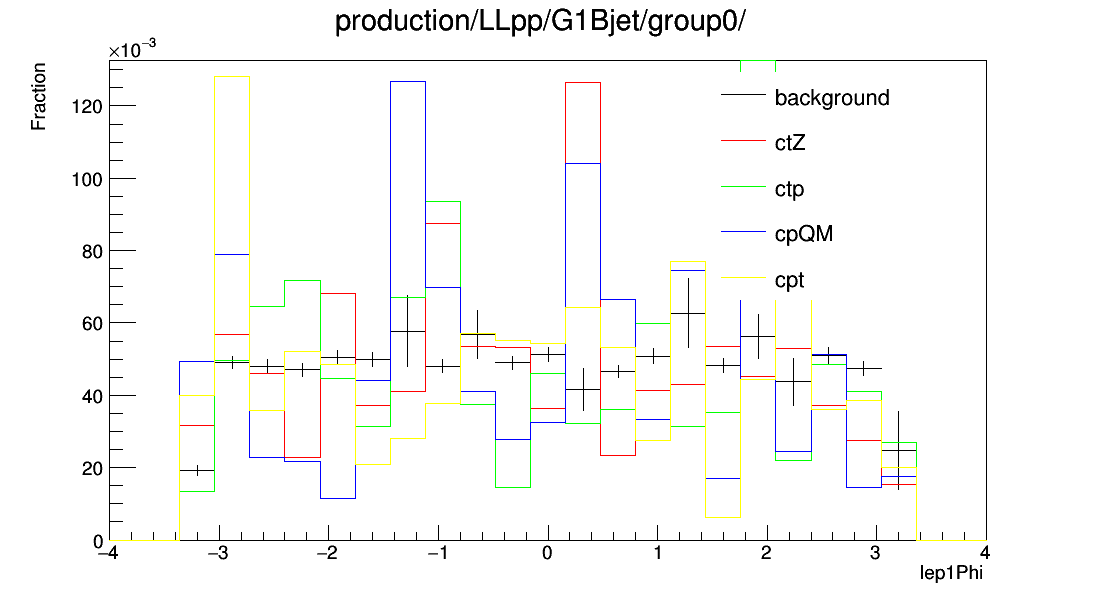 production/LLpp/G1Bjet/group0/
×10⁻³
Fraction
120
100
80
60
40
20
0
background
ctZ
ctp
cpQM
cpt
−4 −3 −2 −1 0 1 2 3 4
lep1Phi